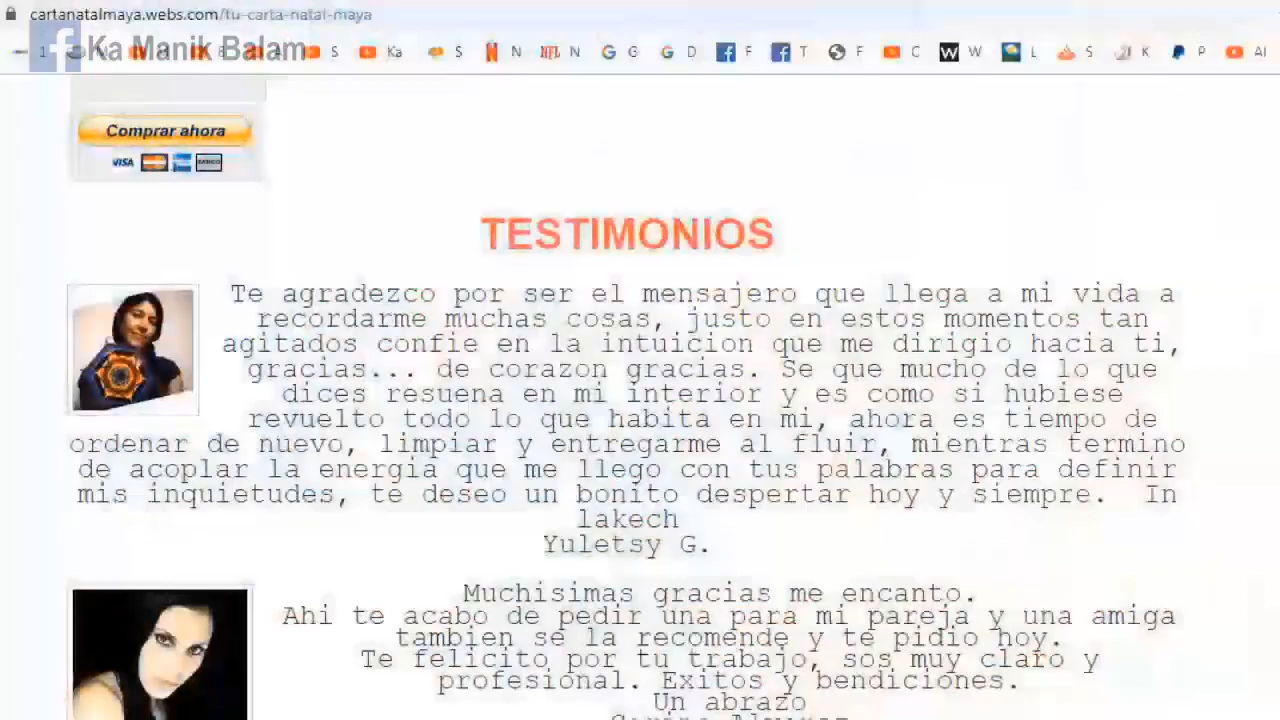 cartanatalmaya.webs.com/tu-carta-natal-maya
Ka Manik Balam
1 S Ka S N N G D F T F C W L S K P Al
Comprar ahora
VISA
TESTIMONIOS
Te agradezco por ser el mensajero que llega a mi vida a
recordarme muchas cosas, justo en estos momentos tan
agitados confie en la intuicion que me dirigio hacia ti,
gracias... de corazon gracias. Se que mucho de lo que
dices resuena en mi interior y es como si hubiese
revuelto todo lo que habita en mi, ahora es tiempo de
ordenar de nuevo, limpiar y entregarme al fluir, mientras termino
de acoplar la energia que me llego con tus palabras para definir
mis inquietudes, te deseo un bonito despertar hoy y siempre. In
lakech
Yuletsy G.
Muchisimas gracias me encanto.
Ahi te acabo de pedir una para mi pareja y una amiga
tambien se la recomende y te pidio hoy.
Te felicito por tu trabajo, sos muy claro y
profesional. Exitos y bendiciones.
Un abrazo